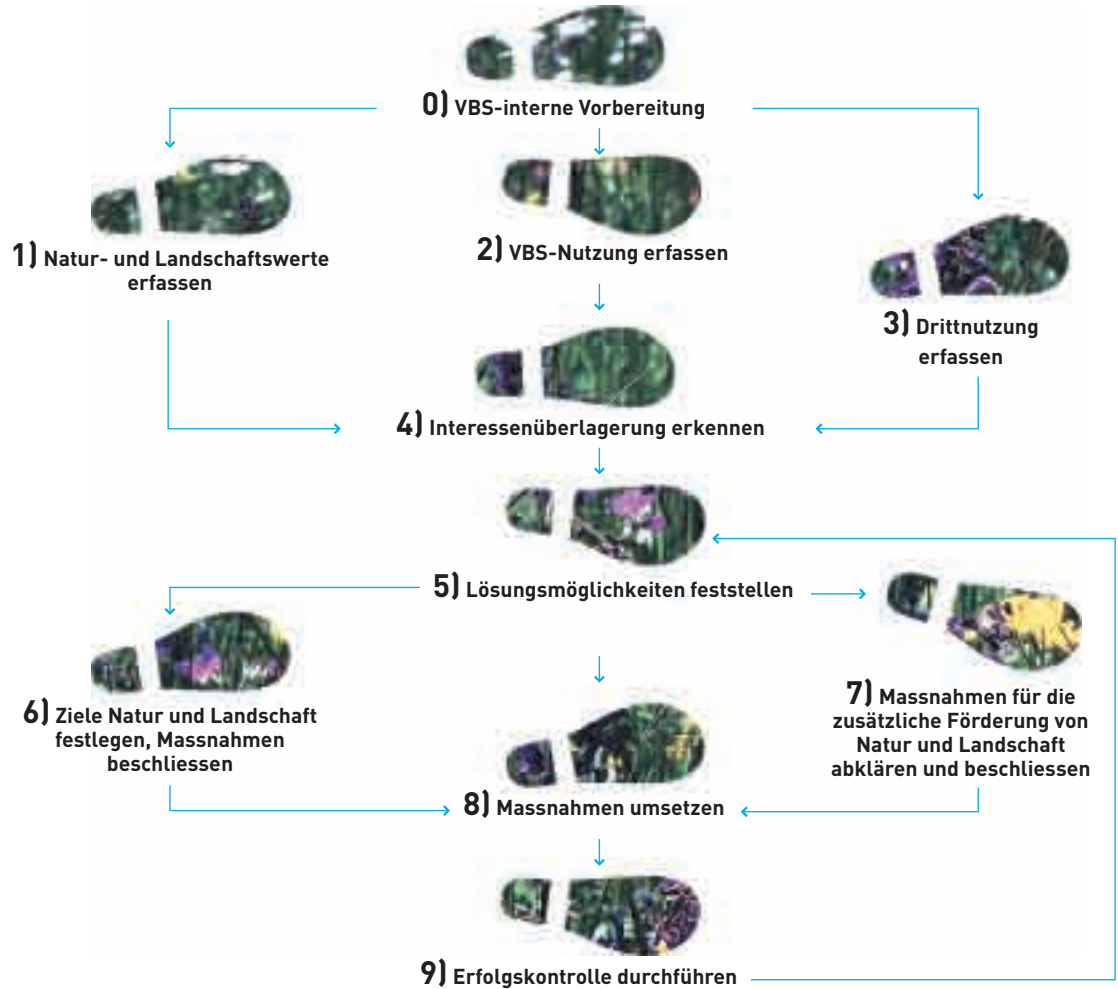 0) VBS-interne Vorbereitung
1) Natur- und Landschaftswerte
erfassen
2) VBS-Nutzung erfassen
3) Drittnutzung
erfassen
4) Interessenüberlagerung erkennen
5) Lösungsmöglichkeiten feststellen
6) Ziele Natur und Landschaft
festlegen, Massnahmen
beschliessen
7) Massnahmen für die
zusätzliche Förderung von
Natur und Landschaft
abklären und beschliessen
8) Massnahmen umsetzen
9) Erfolgskontrolle durchführen